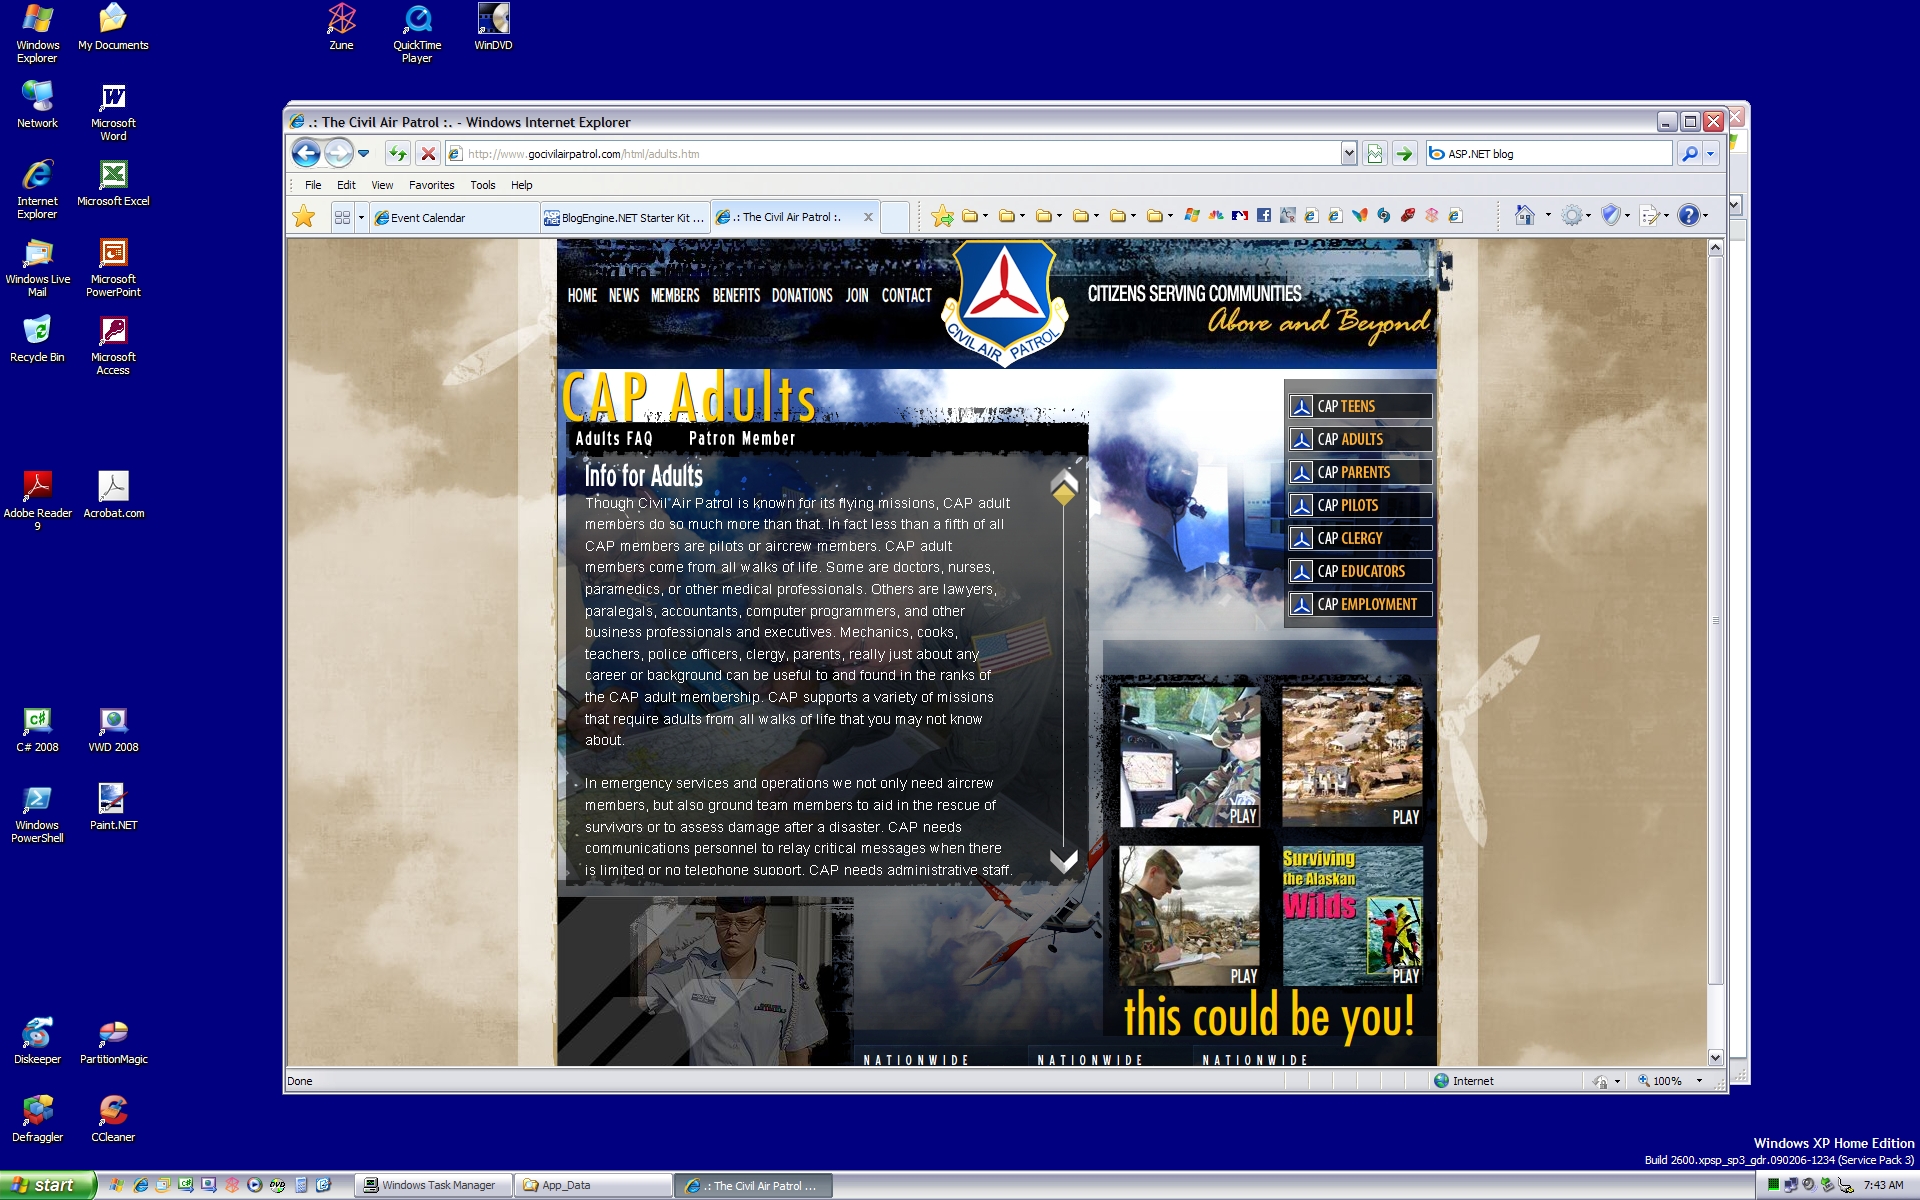 Windows Explorer
My Documents
Zune
QuickTime Player
WinDVD
Network
Microsoft Word
Internet Explorer
Microsoft Excel
Windows Live Mail
Microsoft PowerPoint
Recycle Bin
Microsoft Access
Adobe Reader 9
Acrobat.com
C# 2008
VWD 2008
Windows PowerShell
Paint.NET
Diskeeper
PartitionMagic
Defraggler
CCleaner
.: The Civil Air Patrol :. - Windows Internet Explorer
http://www.gocivilairpatrol.com/html/adults.htm
ASP.NET blog
File Edit View Favorites Tools Help
Event Calendar
BlogEngine.NET Starter Kit ...
.: The Civil Air Patrol :.
HOME NEWS MEMBERS BENEFITS DONATIONS JOIN CONTACT
CIVIL AIR PATROL
CITIZENS SERVING COMMUNITIES
Above and Beyond
CAP Adults
Adults FAQ Patron Member
Info for Adults
Though Civil Air Patrol is known for its flying missions, CAP adult
members do so much more than that. In fact less than a fifth of all
CAP members are pilots or aircrew members. CAP adult
members come from all walks of life. Some are doctors, nurses,
paramedics, or other medical professionals. Others are lawyers,
paralegals, accountants, computer programmers, and other
business professionals and executives. Mechanics, cooks,
teachers, police officers, clergy, parents, really just about any
career or background can be useful to and found in the ranks of
the CAP adult membership. CAP supports a variety of missions
that require adults from all walks of life that you may not know
about.
In emergency services and operations we not only need aircrew
members, but also ground team members to aid in the rescue of
survivors or to assess damage after a disaster. CAP needs
communications personnel to relay critical messages when there
is limited or no telephone support. CAP needs administrative staff,
CAP TEENS
CAP ADULTS
CAP PARENTS
CAP PILOTS
CAP CLERGY
CAP EDUCATORS
CAP EMPLOYMENT
PLAY
PLAY
PLAY
Surviving
the Alaskan
Wilds
PLAY
this could be you!
NATIONWIDE NATIONWIDE NATIONWIDE
Done
Internet
100%
Windows XP Home Edition
Build 2600.xpsp_sp3_gdr.090206-1234 (Service Pack 3)
start
Windows Task Manager
App_Data
.: The Civil Air Patrol ...
7:43 AM